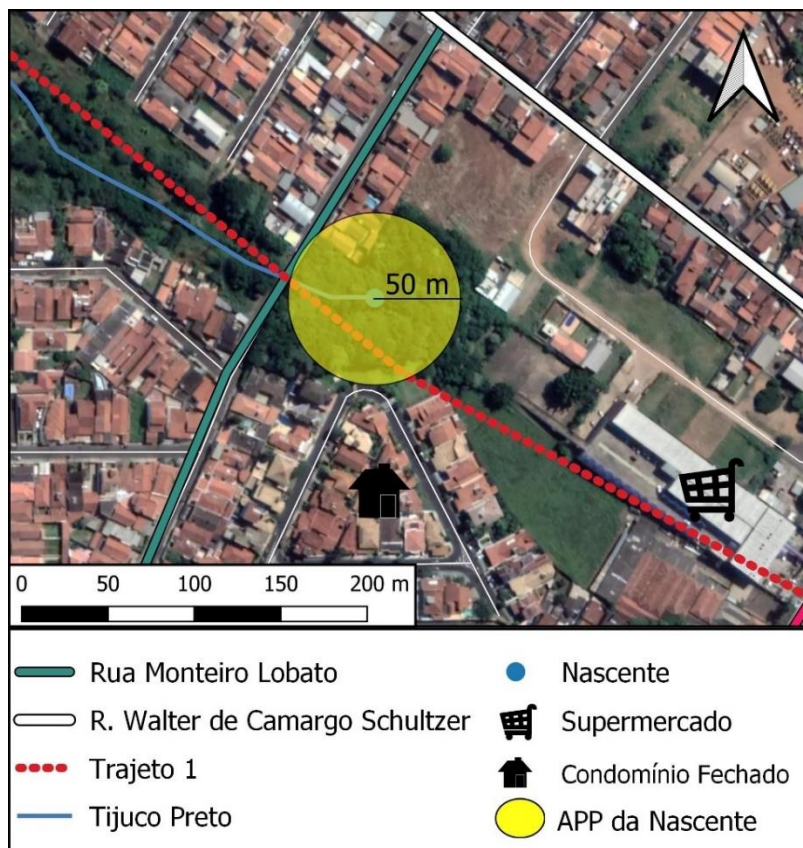 50 m
0 50 100 150 200 m
Rua Monteiro Lobato
R. Walter de Camargo Schultzer
Trajeto 1
Tijuco Preto
Nascente
Supermercado
Condomínio Fechado
APP da Nascente